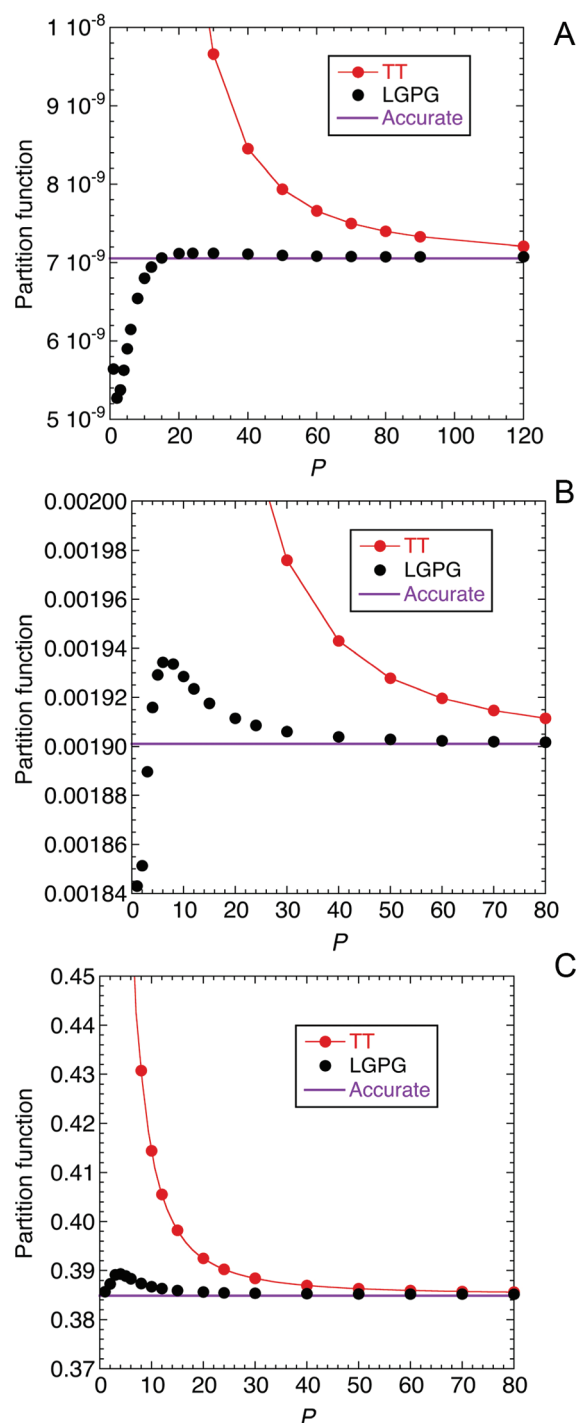 A
1 10⁻⁸
9 10⁻⁹
8 10⁻⁹
7 10⁻⁹
6 10⁻⁹
5 10⁻⁹
Partition function
TT
LGPG
Accurate
0 20 40 60 80 100 120
P
B
0.00200
0.00198
0.00196
0.00194
0.00192
0.00190
0.00188
0.00186
0.00184
Partition function
TT
LGPG
Accurate
0 10 20 30 40 50 60 70 80
P
C
0.45
0.44
0.43
0.42
0.41
0.40
0.39
0.38
0.37
Partition function
TT
LGPG
Accurate
0 10 20 30 40 50 60 70 80
P